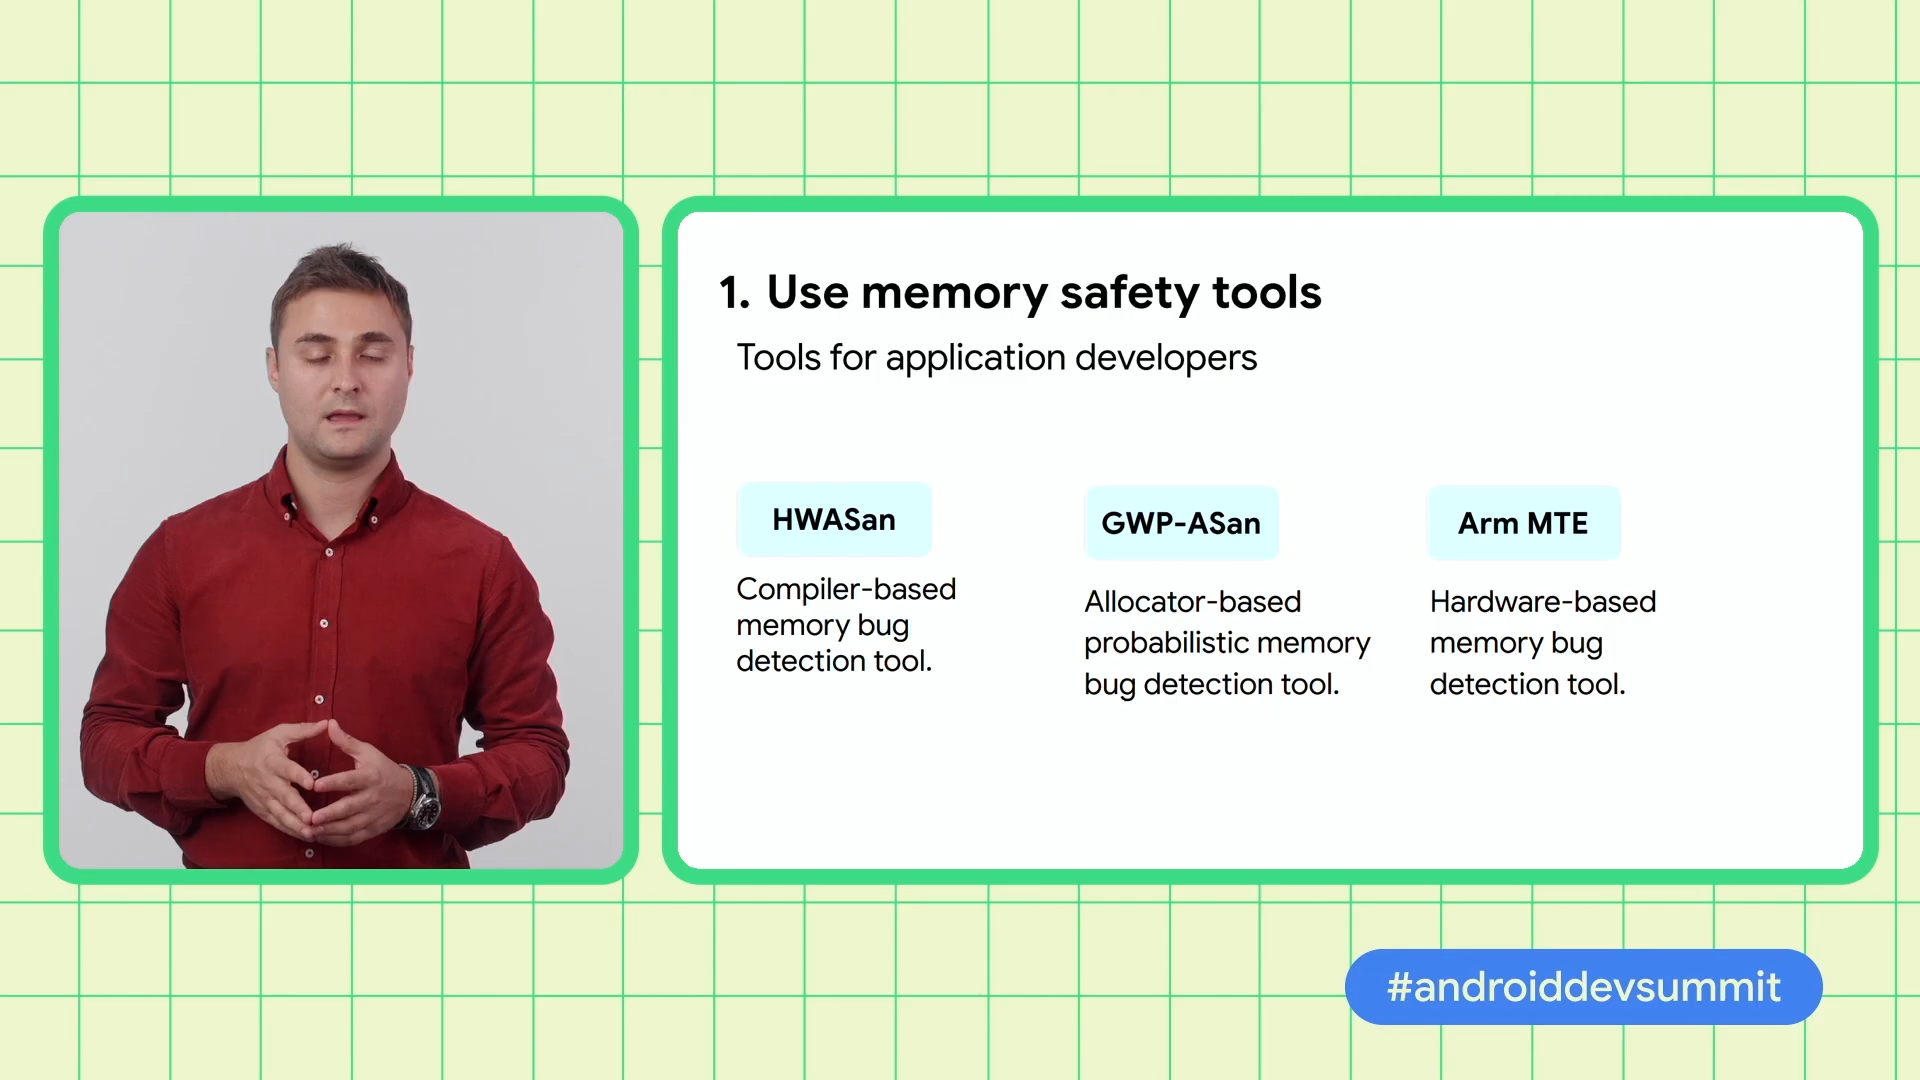 1. Use memory safety tools
Tools for application developers
HWASan
Compiler-based
memory bug
detection tool.
GWP-ASan
Allocator-based
probabilistic memory
bug detection tool.
Arm MTE
Hardware-based
memory bug
detection tool.
#androiddevsummit